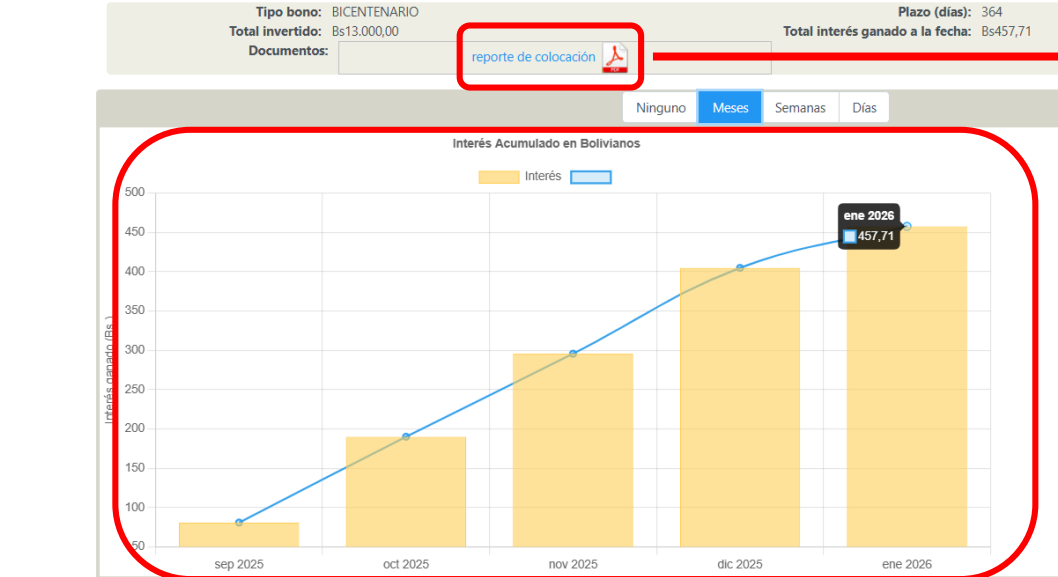 Tipo bono: BICENTENARIO Plazo (días): 364
Total invertido: Bs13.000,00 Total interés ganado a la fecha: Bs457,71
Documentos: reporte de colocación PDF
Ninguno Meses Semanas Días
Interés Acumulado en Bolivianos
Interés
Interés ganado (Bs.)
500
450
400
350
300
250
200
150
100
50
ene 2026
457,71
sep 2025 oct 2025 nov 2025 dic 2025 ene 2026